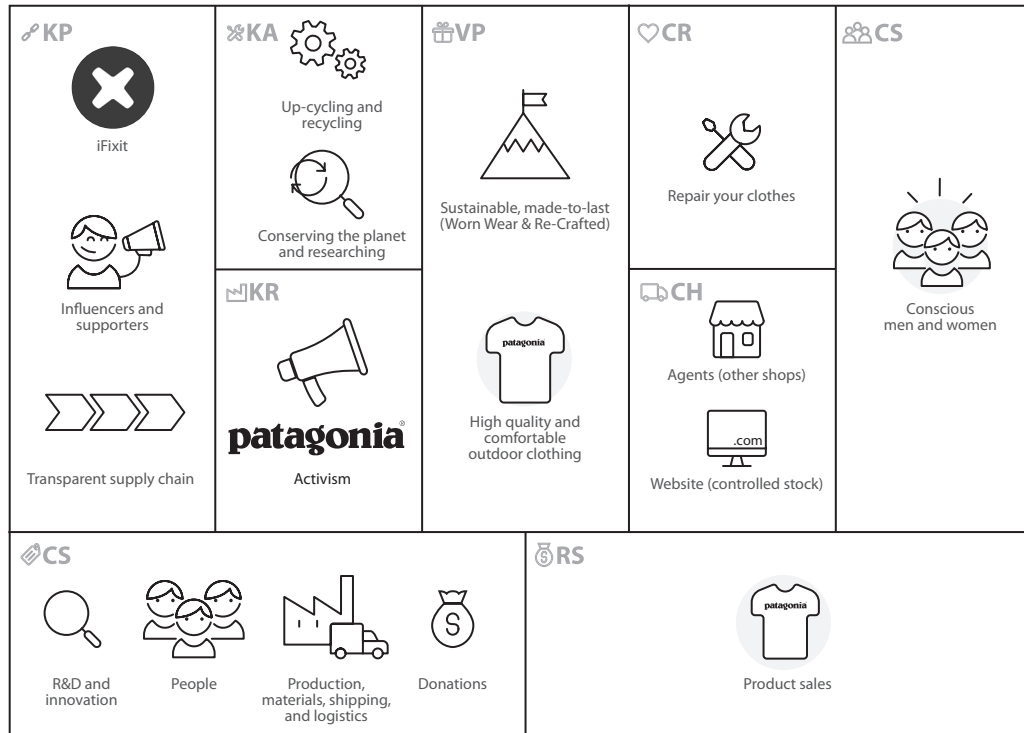 KP
iFixit
Influencers and
supporters
Transparent supply chain
KA
Up-cycling and
recycling
Conserving the planet
and researching
KR
patagonia®
Activism
VP
Sustainable, made-to-last
(Worn Wear & Re-Crafted)
patagonia
High quality and
comfortable
outdoor clothing
CR
Repair your clothes
CH
Agents (other shops)
.com
Website (controlled stock)
CS
Conscious
men and women
CS
R&D and
innovation
People
Production,
materials, shipping,
and logistics
S
Donations
RS
patagonia
Product sales